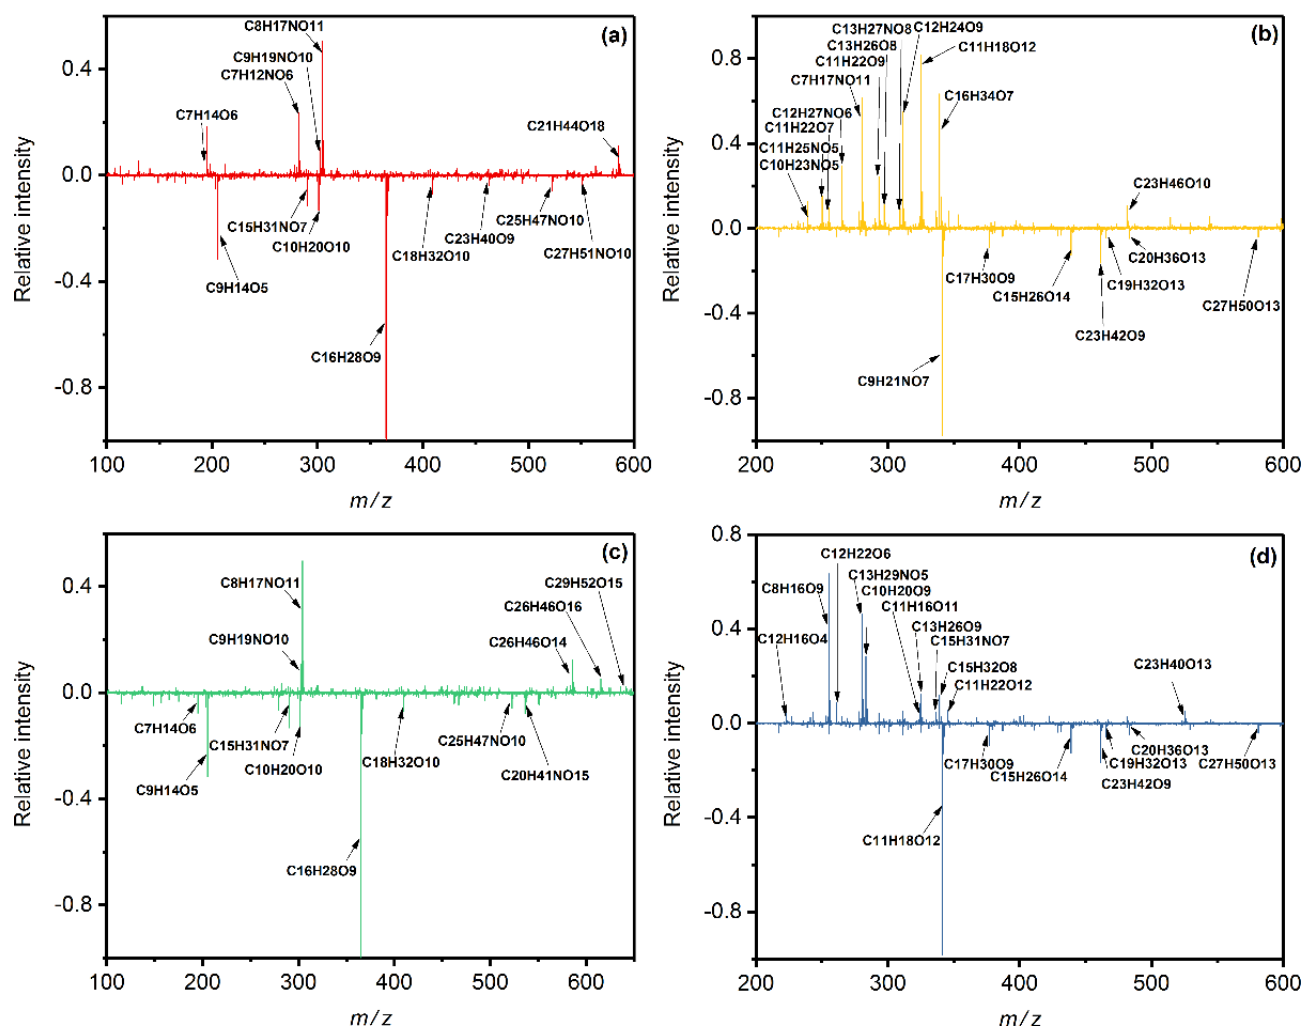 (a)
C8H17NO11
C9H19NO10
C7H12NO6
C7H14O6
C21H44O18
C15H31NO7
C10H20O10
C9H14O5
C18H32O10
C23H40O9
C25H47NO10
C27H51NO10
C16H28O9
0.4
0.0
-0.4
-0.8
Relative intensity
100 200 300 400 500 600
m / z
(b)
C13H27NO8
C12H24O9
C13H26O8
C11H22O9
C11H18O12
C7H17NO11
C16H34O7
C12H27NO6
C11H22O7
C11H25NO5
C10H23NO5
C23H46O10
C17H30O9
C20H36O13
C15H26O14
C19H32O13
C27H50O13
C23H42O9
C9H21NO7
0.8
0.4
0.0
-0.4
-0.8
Relative intensity
200 300 400 500 600
m / z
(c)
C8H17NO11
C29H52O15
C26H46O16
C9H19NO10
C26H46O14
C7H14O6
C15H31NO7
C10H20O10
C18H32O10
C25H47NO10
C20H41NO15
C9H14O5
C16H28O9
0.4
0.0
-0.4
-0.8
Relative intensity
100 200 300 400 500 600
m / z
(d)
C12H22O6
C13H29NO5
C8H16O9
C10H20O9
C11H16O11
C13H26O9
C15H31NO7
C12H16O4
C15H32O8
C11H22O12
C23H40O13
C17H30O9
C20H36O13
C15H26O14
C19H32O13
C27H50O13
C23H42O9
C11H18O12
0.8
0.4
0.0
-0.4
-0.8
Relative intensity
200 300 400 500 600
m / z